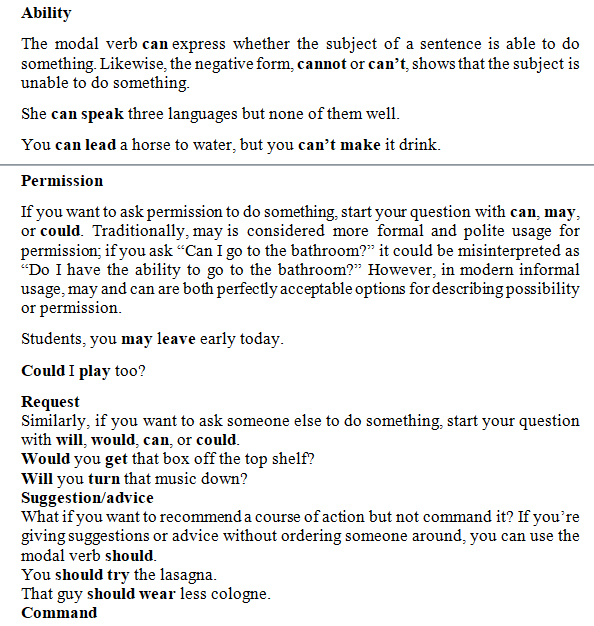 Ability
The modal verb can express whether the subject of a sentence is able to do
something. Likewise, the negative form, cannot or can’t, shows that the subject is
unable to do something.
She can speak three languages but none of them well.
You can lead a horse to water, but you can’t make it drink.
Permission
If you want to ask permission to do something, start your question with can, may,
or could. Traditionally, may is considered more formal and polite usage for
permission; if you ask “Can I go to the bathroom?” it could be misinterpreted as
“Do I have the ability to go to the bathroom?” However, in modern informal
usage, may and can are both perfectly acceptable options for describing possibility
or permission.
Students, you may leave early today.
Could I play too?
Request
Similarly, if you want to ask someone else to do something, start your question
with will, would, can, or could.
Would you get that box off the top shelf?
Will you turn that music down?
Suggestion/advice
What if you want to recommend a course of action but not command it? If you’re
giving suggestions or advice without ordering someone around, you can use the
modal verb should.
You should try the lasagna.
That guy should wear less cologne.
Command